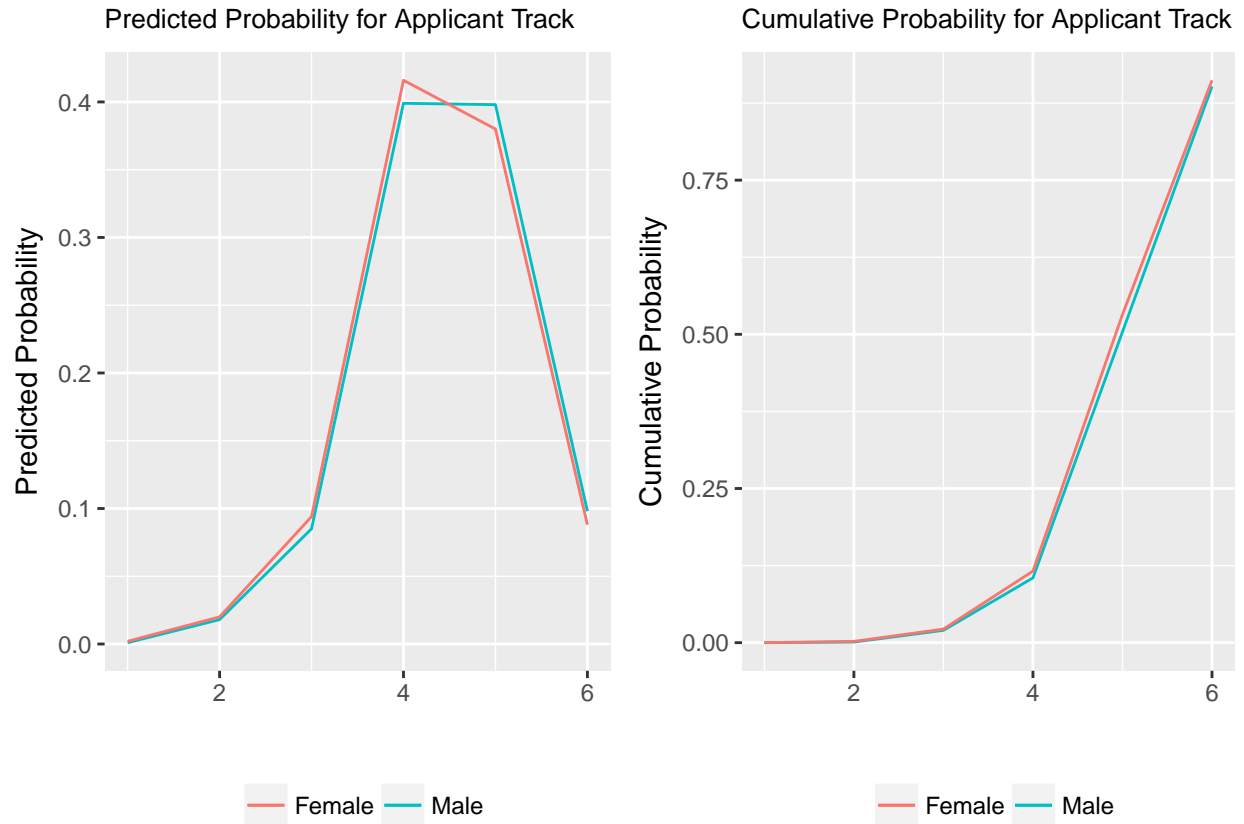 Predicted Probability for Applicant Track
Predicted Probability
0.4
0.3
0.2
0.1
0.0
2
4
6
Female
Male
Cumulative Probability for Applicant Track
Cumulative Probability
0.75
0.50
0.25
0.00
2
4
6
Female
Male